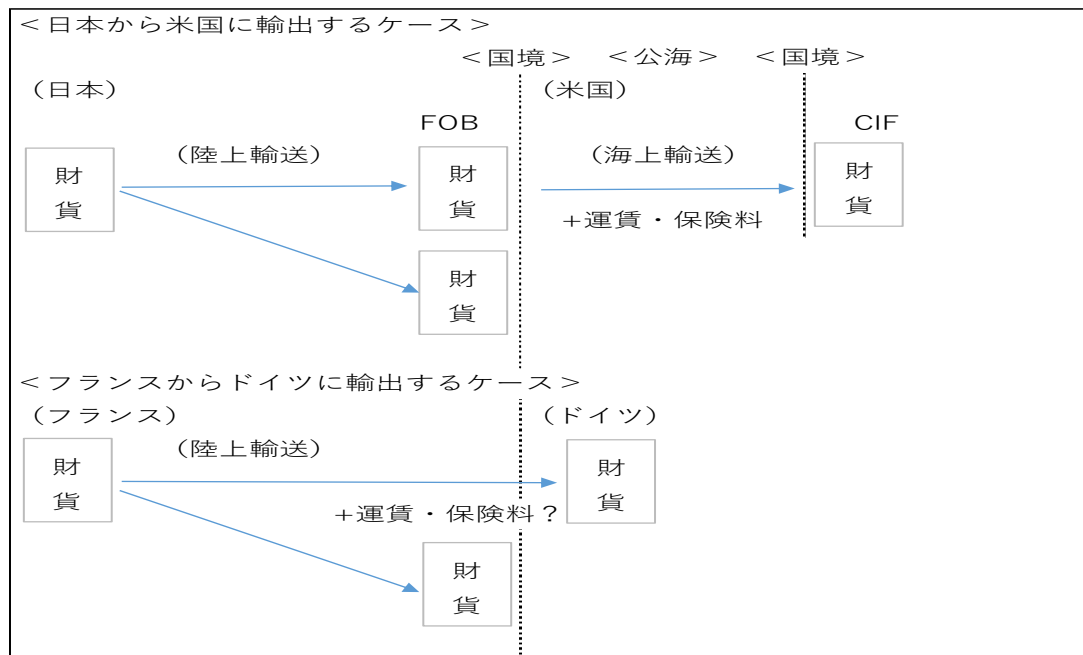 ＜日本から米国に輸出するケース＞
＜国境＞ ＜公海＞ ＜国境＞
（日本） （米国）
FOB CIF
（陸上輸送） （海上輸送）
財貨
財貨
財貨
+運賃・保険料
財貨
＜フランスからドイツに輸出するケース＞
（フランス） （ドイツ）
（陸上輸送）
財貨
財貨
+運賃・保険料？
財貨